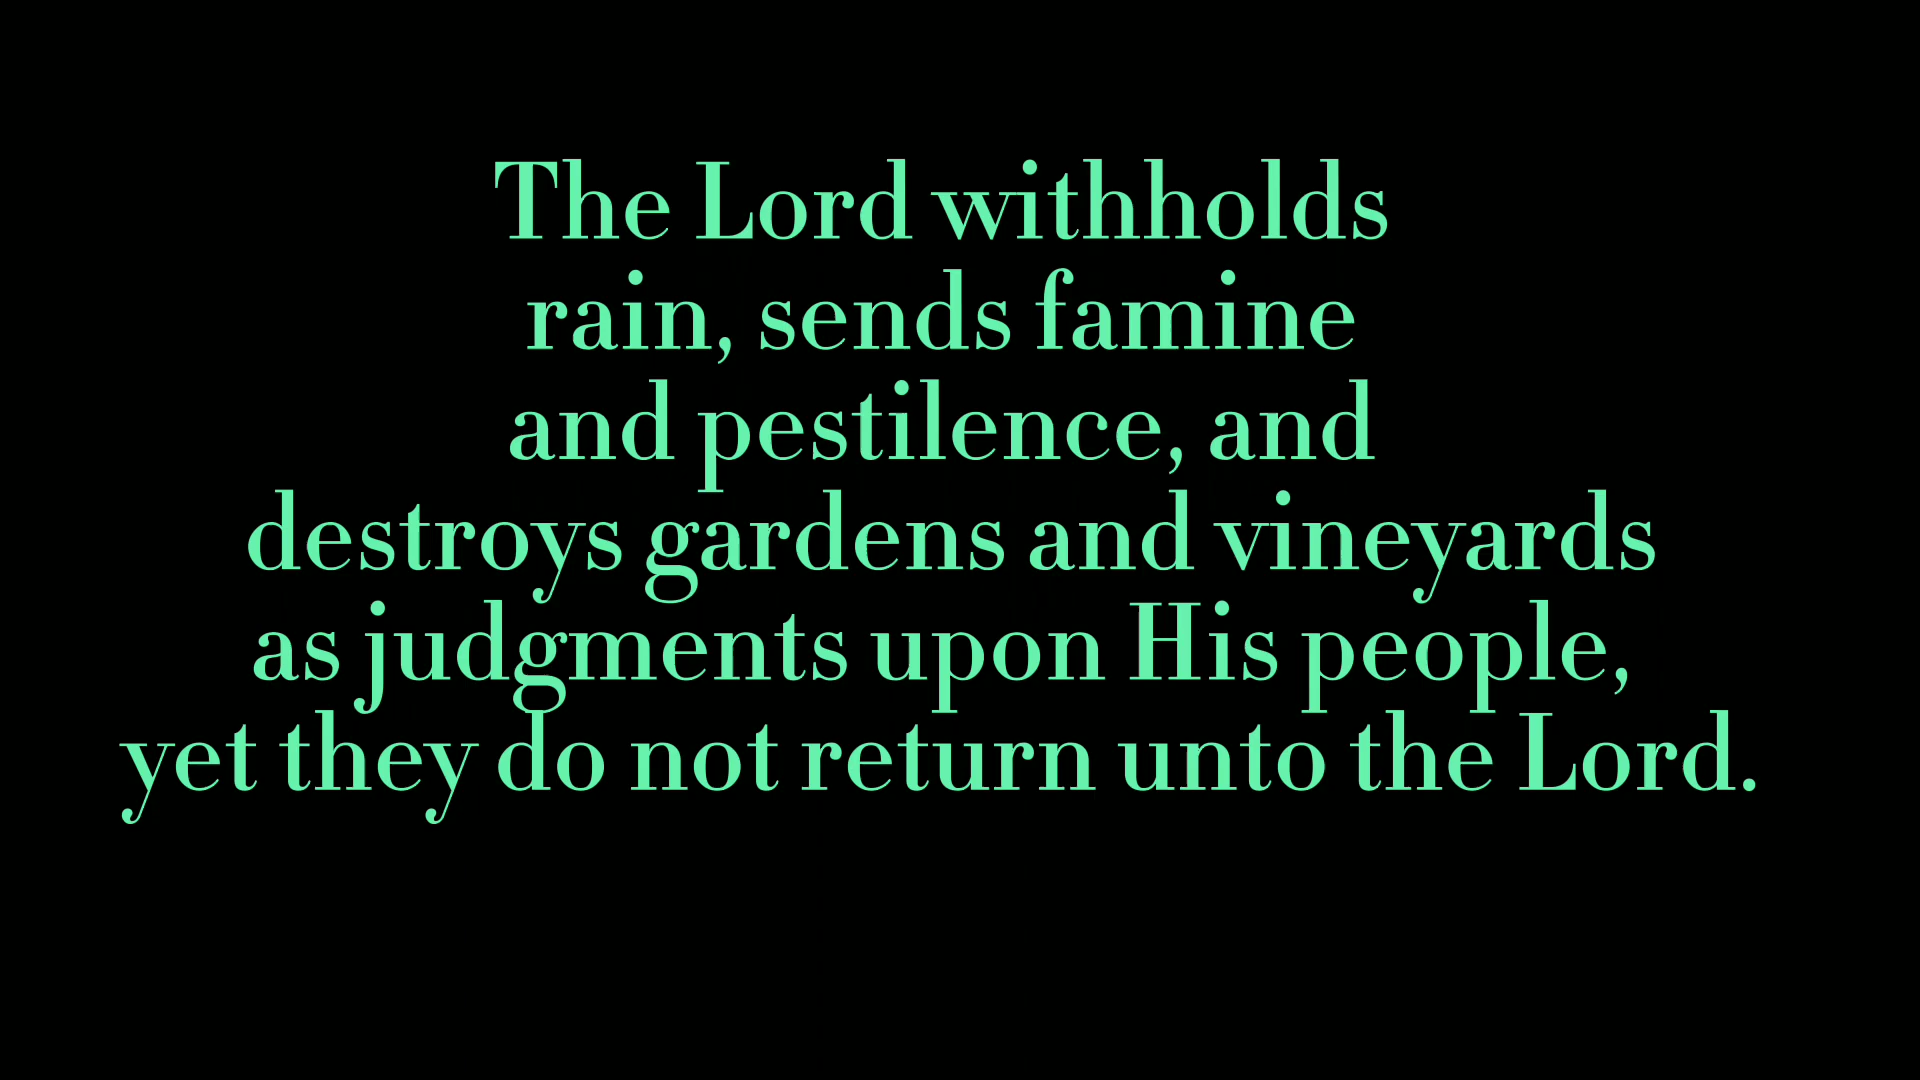 The Lord withholds
rain, sends famine
and pestilence, and
destroys gardens and vineyards
as judgments upon His people,
yet they do not return unto the Lord.